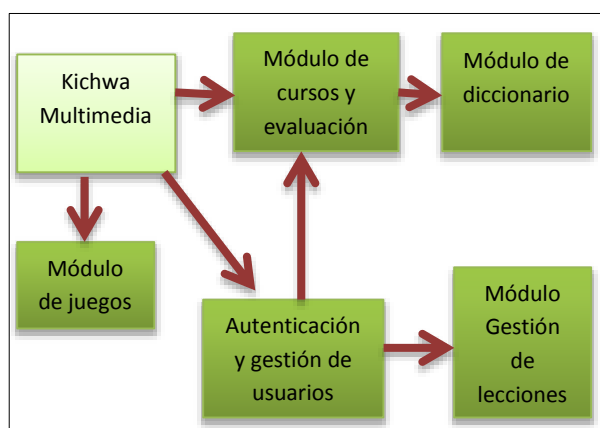 Kichwa
Multimedia
Módulo de
cursos y
evaluación
Módulo de
diccionario
Módulo
de juegos
Autenticación
y gestión de
usuarios
Módulo
Gestión
de
lecciones